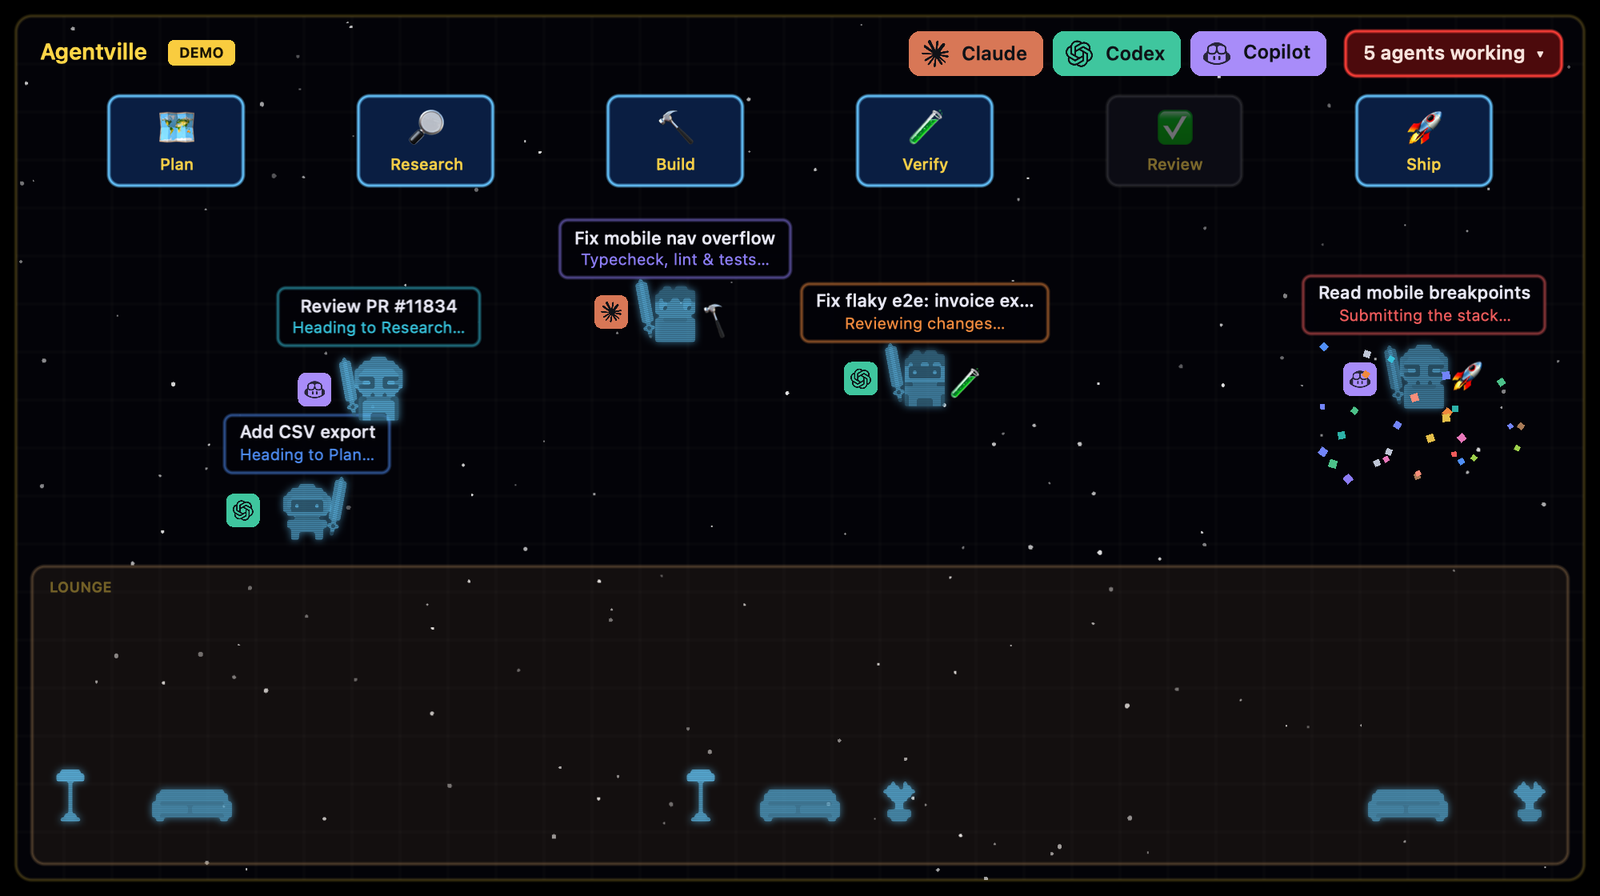 Agentville
DEMO
Claude
Codex
Copilot
5 agents working
Plan
Research
Build
Verify
Review
Ship
Fix mobile nav overflow
Typecheck, lint & tests...
Review PR #11834
Heading to Research...
Fix flaky e2e: invoice ex...
Reviewing changes...
Read mobile breakpoints
Submitting the stack...
Add CSV export
Heading to Plan...
LOUNGE